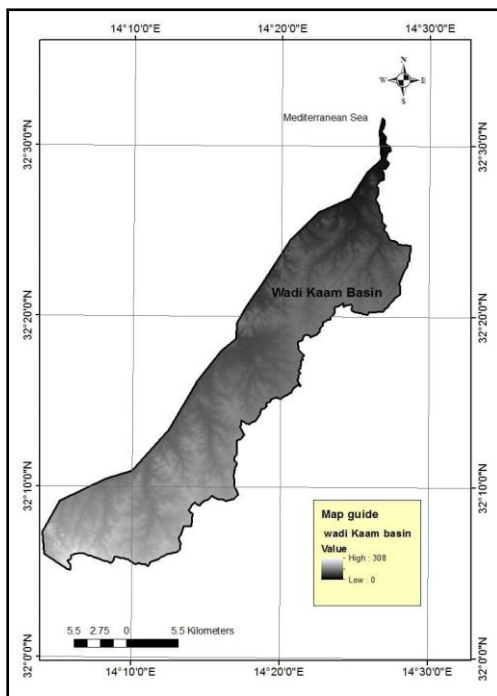 14°10'0"E 14°20'0"E 14°30'0"E
N
W E
S
Mediterranean Sea
32°30'0"N 32°30'0"N
Wadi Kaam Basin
32°20'0"N 32°20'0"N
32°10'0"N 32°10'0"N
Map guide
wadi Kaam basin
Value
High : 308
Low : 0
5.5 2.75 0 5.5 Kilometers
32°0'0"N 32°0'0"N
14°10'0"E 14°20'0"E 14°30'0"E